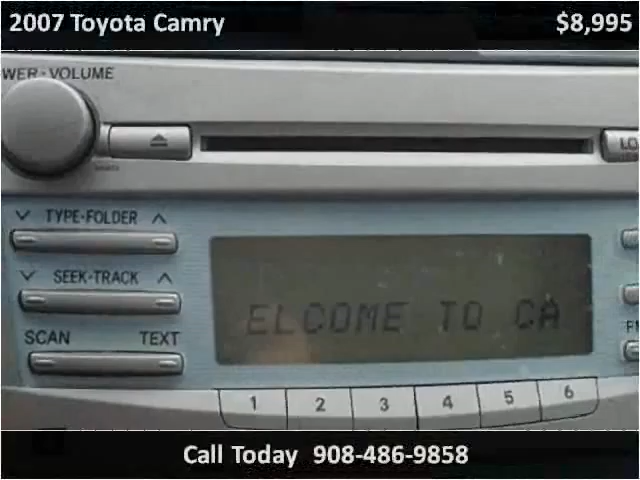 2007 Toyota Camry $8,995
WER·VOLUME
LO
∨ TYPE·FOLDER ∧
∨ SEEK·TRACK ∧
SCAN TEXT
ELCOME TO CA
1 2 3 4 5 6
Call Today 908-486-9858